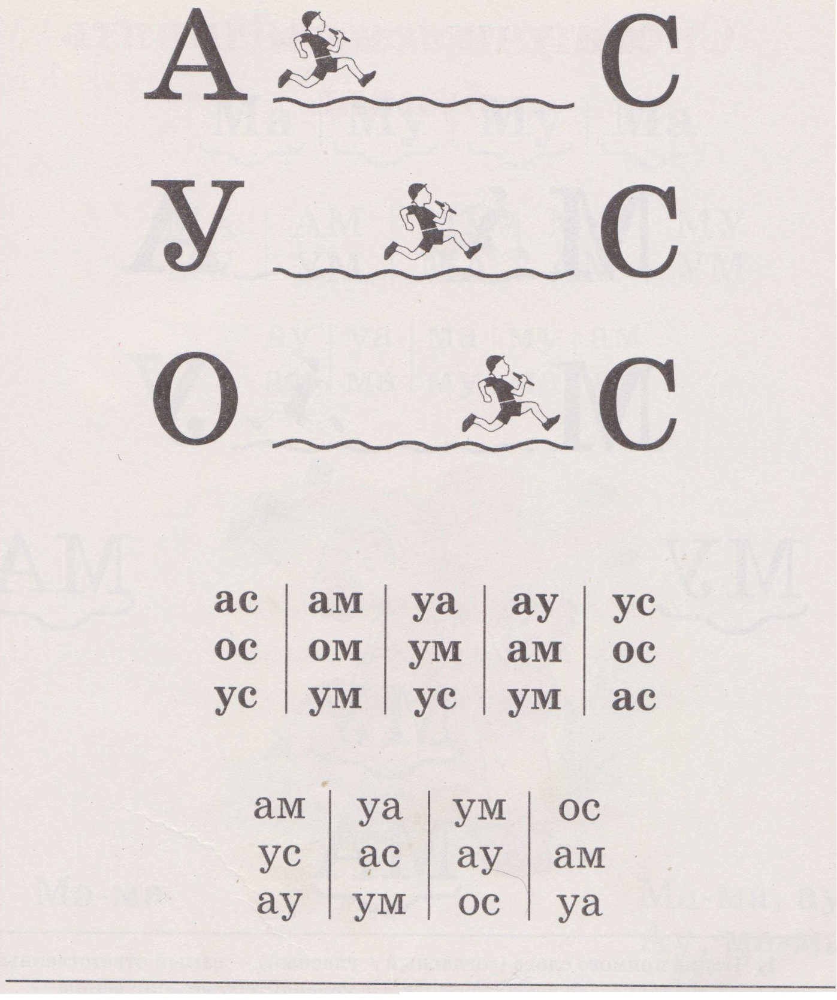 А С
У С
О С
ас | ам | уа | ау | ус
ос | ом | ум | ам | ос
ус | ум | ус | ум | ас
ам | уа | ум | ос
ус | ас | ау | ам
ау | ум | ос | уа